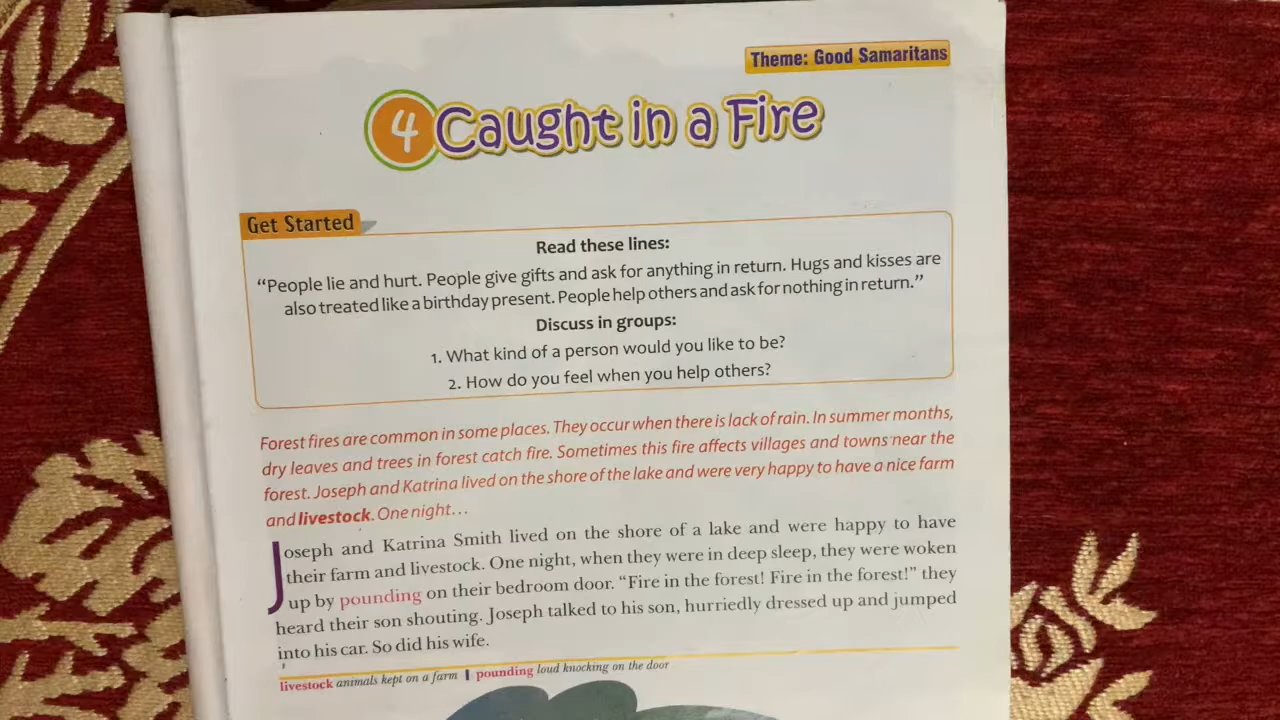 Theme: Good Samaritans
4 Caught in a Fire
Get Started
Read these lines:
“People lie and hurt. People give gifts and ask for anything in return. Hugs and kisses are
also treated like a birthday present. People help others and ask for nothing in return.”
Discuss in groups:
1. What kind of a person would you like to be?
2. How do you feel when you help others?
Forest fires are common in some places. They occur when there is lack of rain. In summer months,
dry leaves and trees in forest catch fire. Sometimes this fire affects villages and towns near the
forest. Joseph and Katrina lived on the shore of the lake and were very happy to have a nice farm
and livestock. One night...
Joseph and Katrina Smith lived on the shore of a lake and were happy to have
their farm and livestock. One night, when they were in deep sleep, they were woken
up by pounding on their bedroom door. “Fire in the forest! Fire in the forest!” they
heard their son shouting. Joseph talked to his son, hurriedly dressed up and jumped
into his car. So did his wife.
livestock animals kept on a farm | pounding loud knocking on the door